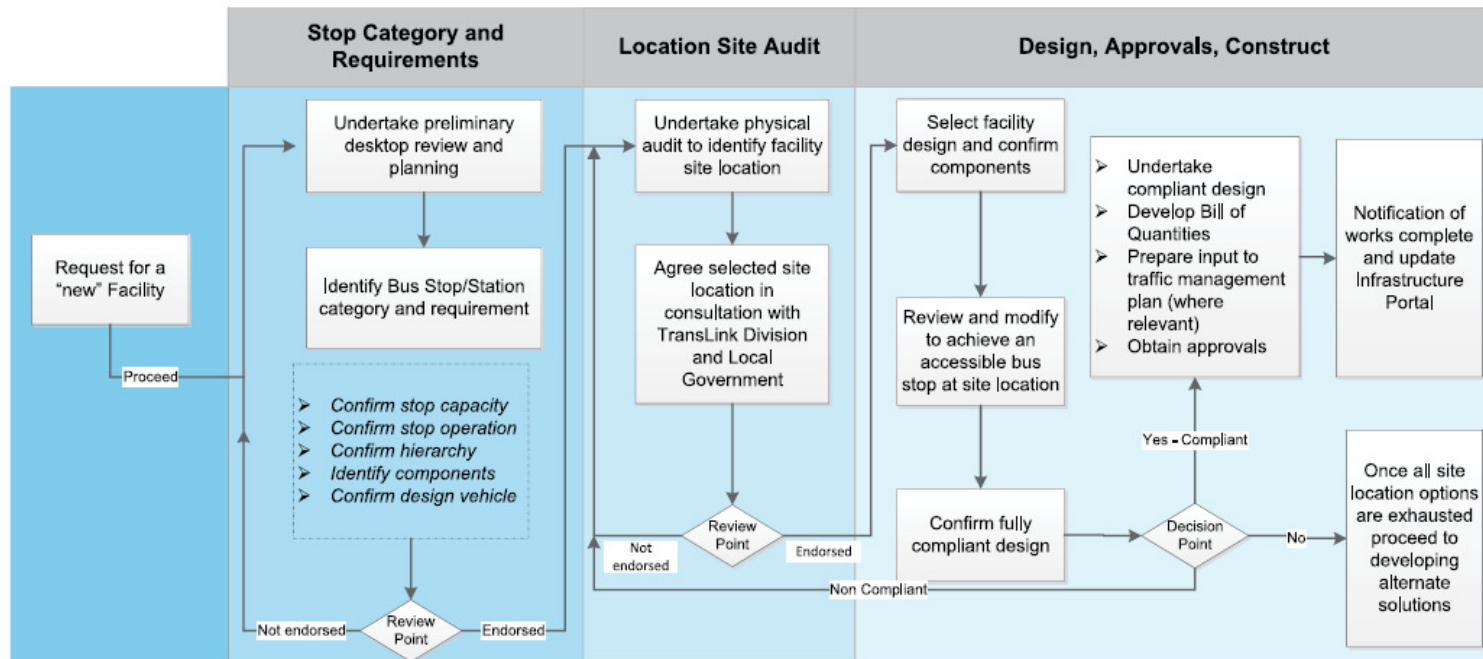 Stop Category and
Requirements
Location Site Audit
Design, Approvals, Construct
Request for a
“new” Facility
Proceed
Undertake preliminary
desktop review and
planning
Identify Bus Stop/Station
category and requirement
➤ Confirm stop capacity
➤ Confirm stop operation
➤ Confirm hierarchy
➤ Identify components
➤ Confirm design vehicle
Review
Point
Not endorsed
Endorsed
Undertake physical
audit to identify facility
site location
Agree selected site
location in
consultation with
TransLink Division
and Local
Government
Review
Point
Not
endorsed
Endorsed
Select facility
design and confirm
components
Review and modify
to achieve an
accessible bus
stop at site location
Confirm fully
compliant design
Decision
Point
Yes - Compliant
No
Non Compliant
➤ Undertake
compliant design
➤ Develop Bill of
Quantities
➤ Prepare input to
traffic management
plan (where
relevant)
➤ Obtain approvals
Notification of
works complete
and update
Infrastructure
Portal
Once all site
location options
are exhausted
proceed to
developing
alternate
solutions